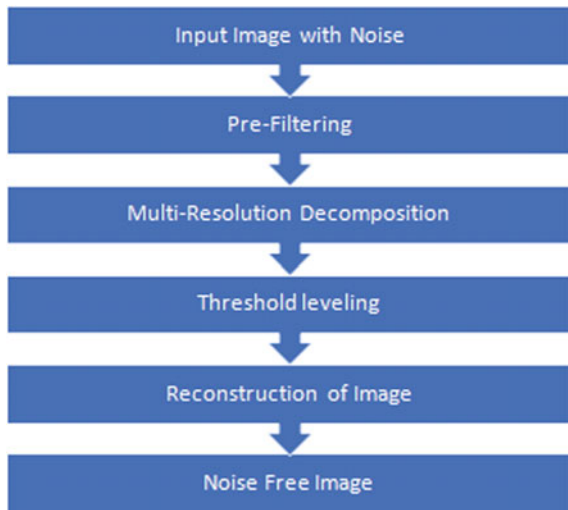 Input Image with Noise
Pre-Filtering
Multi-Resolution Decomposition
Threshold leveling
Reconstruction of Image
Noise Free Image